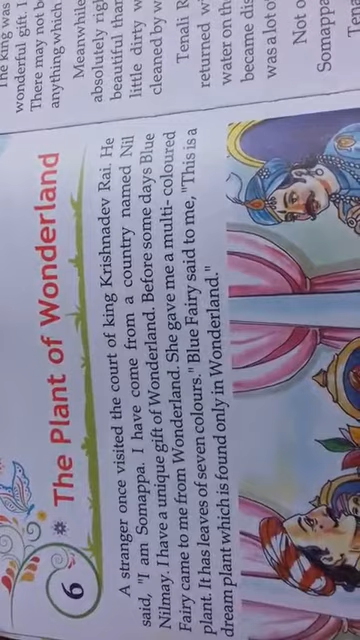 The king was
wonderful gift. I
There may not be
anything which
Meanwhile
absolutely righ
beautiful than
little dirty w
cleaned by w
Tenali R
returned w
water on th
became dis
was a lot o
Not o
Somappa
6
The Plant of Wonderland
A stranger once visited the court of king Krishnadev Rai. He
said, "I am Somappa. I have come from a country named Nil
Nilmay. I have a unique gift of Wonderland. Before some days Blue
Fairy came to me from Wonderland. She gave me a multi- coloured
plant. It has leaves of seven colours." Blue Fairy said to me, "This is a
dream plant which is found only in Wonderland."